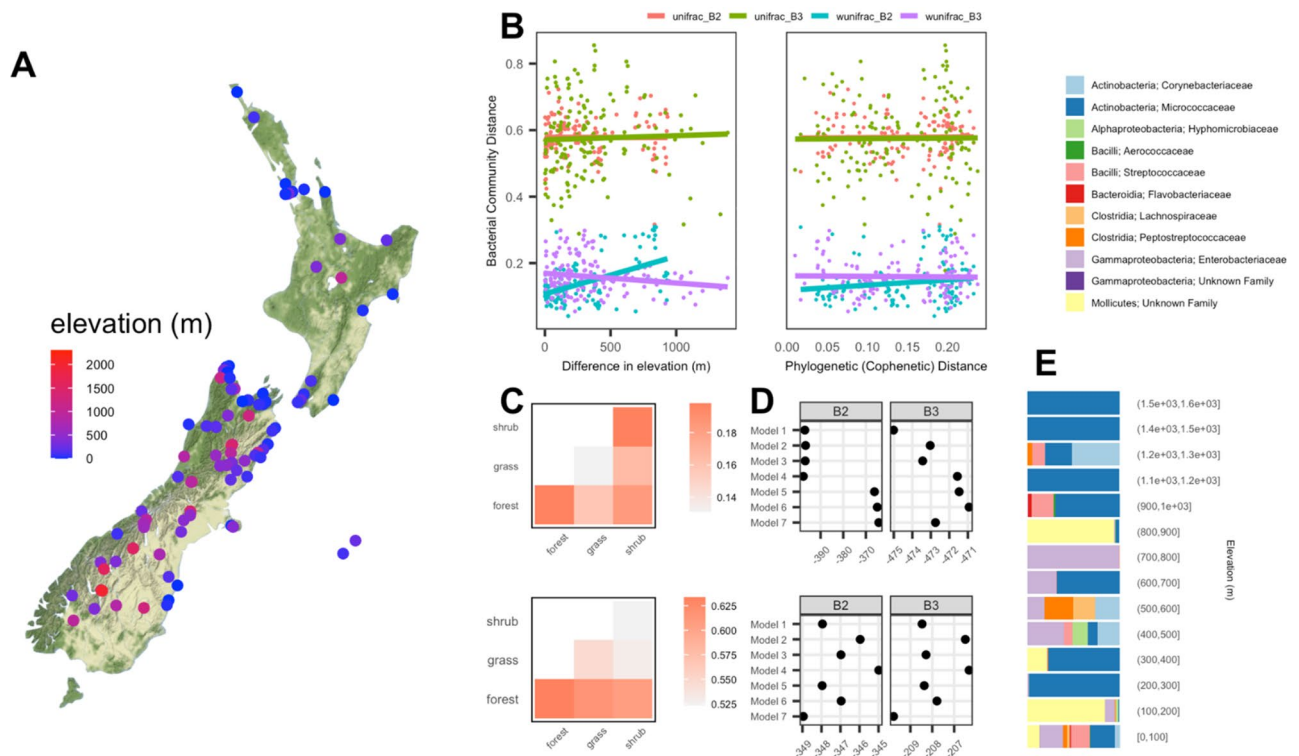 A
elevation (m)
2000
1500
1000
500
0
B
unifrac_B2
unifrac_B3
wunifrac_B2
wunifrac_B3
Bacterial Community Distance
0.8
0.6
0.4
0.2
0
500
1000
Difference in elevation (m)
0.00
0.05
0.10
0.15
0.20
Phylogenetic (Cophenetic) Distance
Actinobacteria; Corynebacteriaceae
Actinobacteria; Micrococcaceae
Alphaproteobacteria; Hyphomicrobiaceae
Bacilli; Aerococcaceae
Bacilli; Streptococcaceae
Bacteroidia; Flavobacteriaceae
Clostridia; Lachnospiraceae
Clostridia; Peptostreptococcaceae
Gammaproteobacteria; Enterobacteriaceae
Gammaproteobacteria; Unknown Family
Mollicutes; Unknown Family
C
shrub
grass
forest
forest
grass
shrub
0.18
0.16
0.14
shrub
grass
forest
forest
grass
shrub
0.625
0.600
0.575
0.550
0.525
D
B2
B3
Model 1
Model 2
Model 3
Model 4
Model 5
Model 6
Model 7
-390
-380
-370
-475
-474
-473
-472
-471
B2
B3
Model 1
Model 2
Model 3
Model 4
Model 5
Model 6
Model 7
-349
-348
-347
-346
-345
-209
-208
-207
E
(1.5e+03,1.6e+03]
(1.4e+03,1.5e+03]
(1.2e+03,1.3e+03]
(1.1e+03,1.2e+03]
(900,1e+03]
(800,900]
(700,800]
(600,700]
(500,600]
(400,500]
(300,400]
(200,300]
(100,200]
[0,100]
Elevation (m)